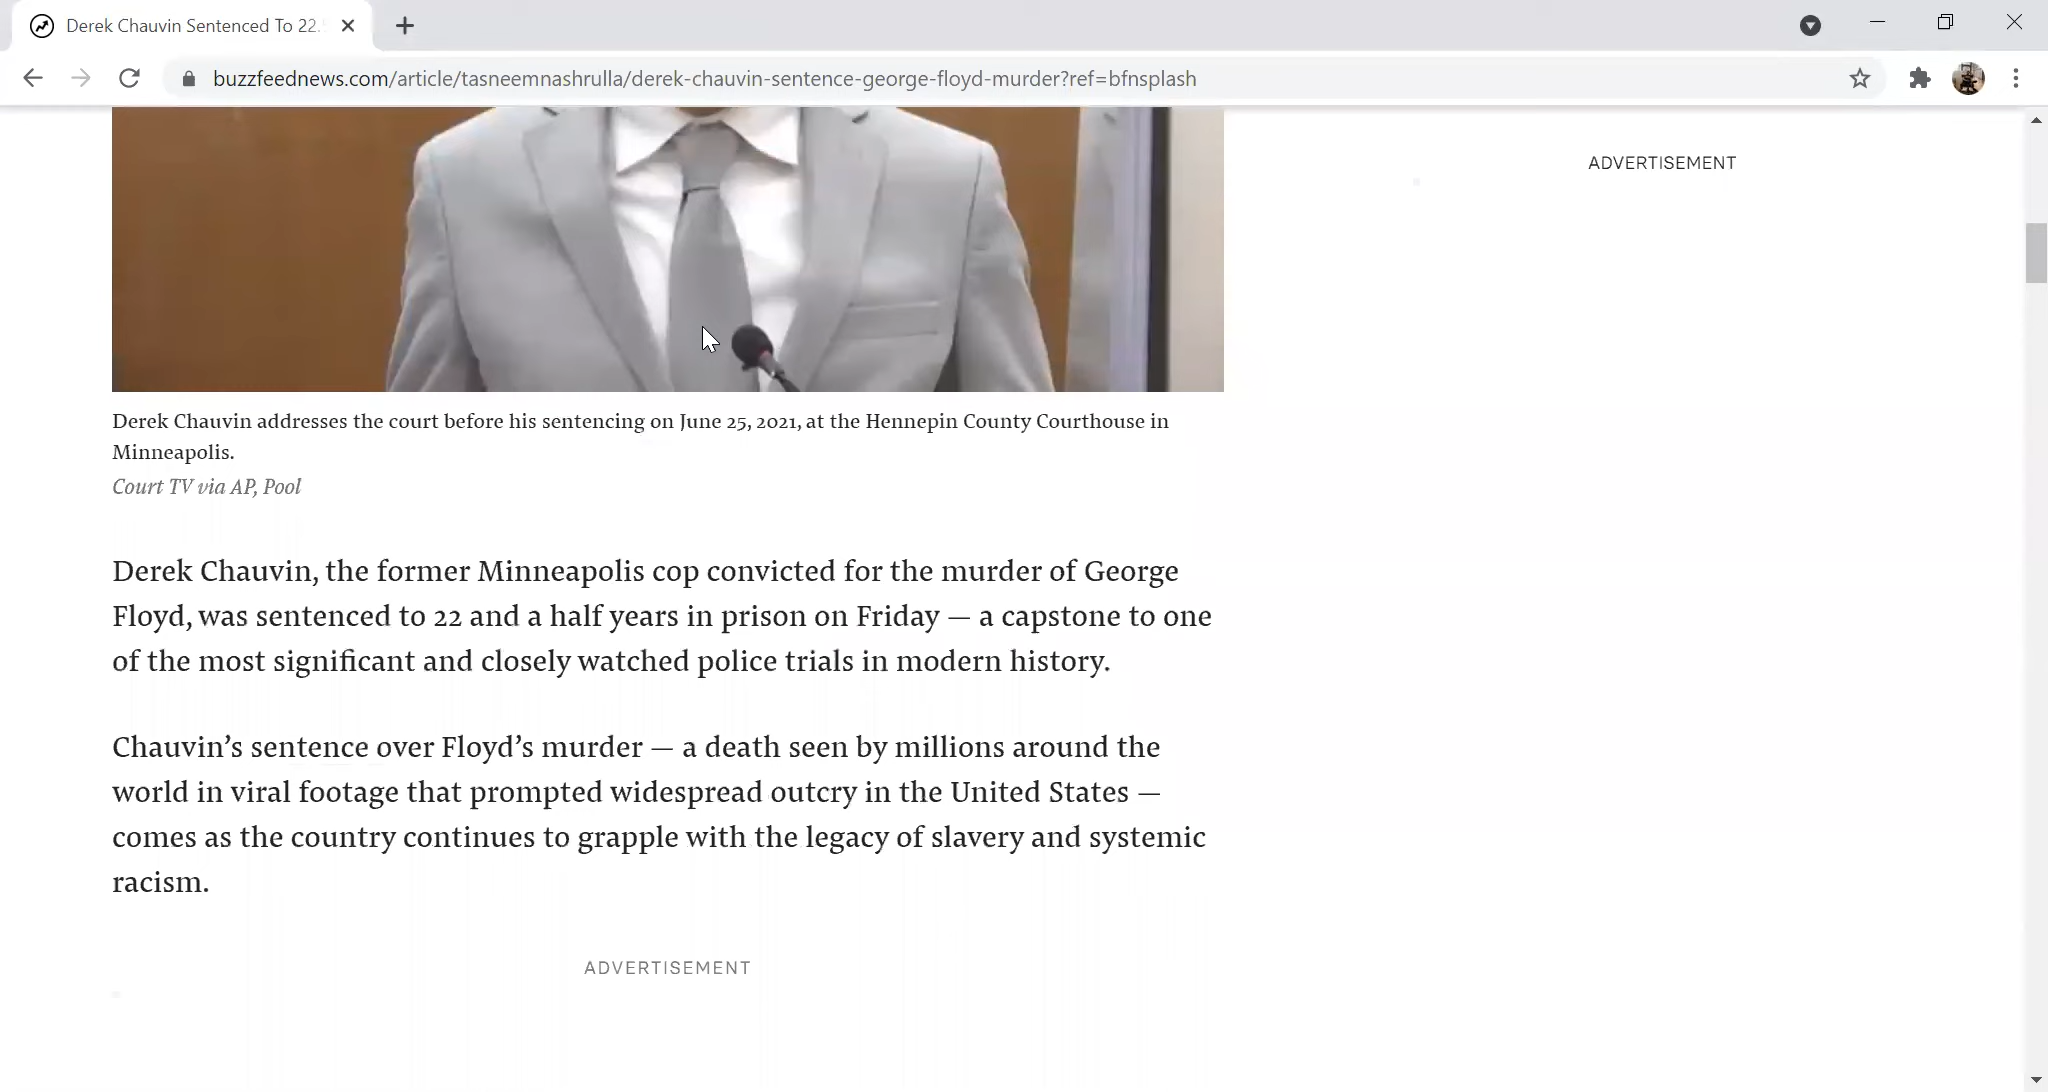 Derek Chauvin Sentenced To 22.
buzzfeednews.com/article/tasneemnashrulla/derek-chauvin-sentence-george-floyd-murder?ref=bfnsplash
ADVERTISEMENT
Derek Chauvin addresses the court before his sentencing on June 25, 2021, at the Hennepin County Courthouse in
Minneapolis.
Court TV via AP, Pool
Derek Chauvin, the former Minneapolis cop convicted for the murder of George
Floyd, was sentenced to 22 and a half years in prison on Friday — a capstone to one
of the most significant and closely watched police trials in modern history.
Chauvin’s sentence over Floyd’s murder — a death seen by millions around the
world in viral footage that prompted widespread outcry in the United States —
comes as the country continues to grapple with the legacy of slavery and systemic
racism.
ADVERTISEMENT